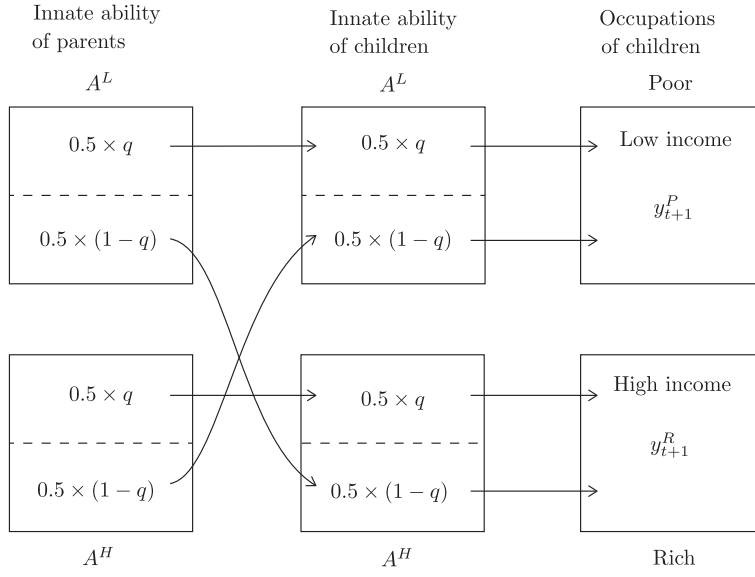 Innate ability
of parents
Innate ability
of children
Occupations
of children
A^L
A^L
Poor
0.5 × q
0.5 × q
Low income
y^P_{t+1}
0.5 × (1 − q)
0.5 × (1 − q)
0.5 × q
0.5 × q
High income
y^R_{t+1}
0.5 × (1 − q)
0.5 × (1 − q)
A^H
A^H
Rich